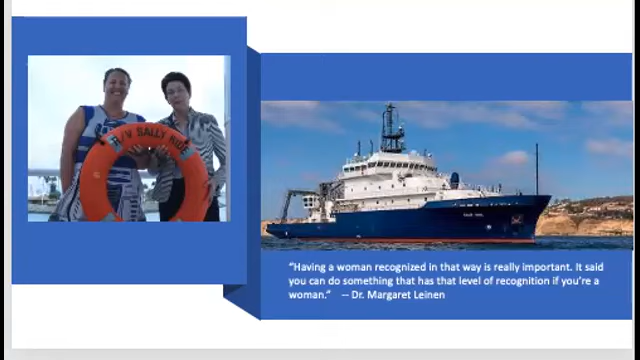 R/V SALLY RIDE
"Having a woman recognized in that way is really important. It said
you can do something that has that level of recognition if you're a
woman." -- Dr. Margaret Leinen